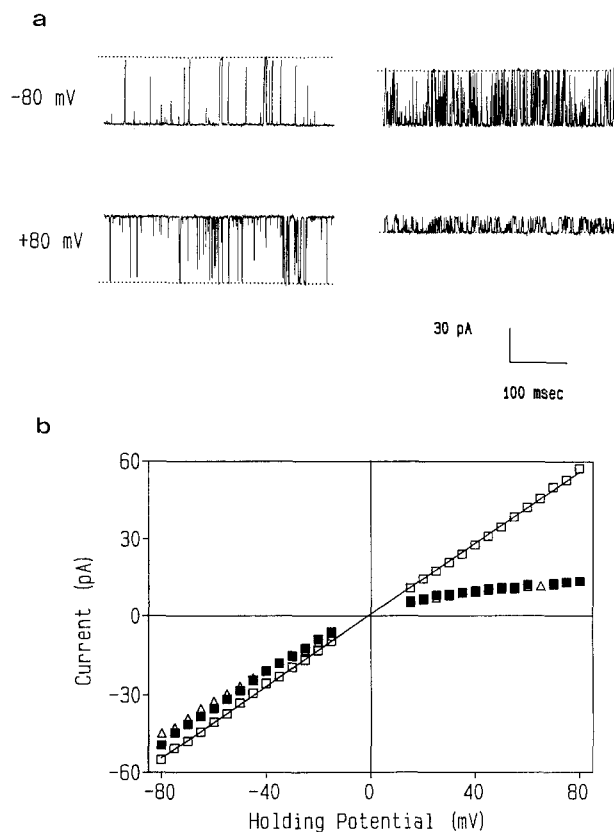 a
-80 mV
+80 mV
30 pA
100 msec
b
60
30
0
-30
-60
Current (pA)
-80
-40
0
40
80
Holding Potential (mV)